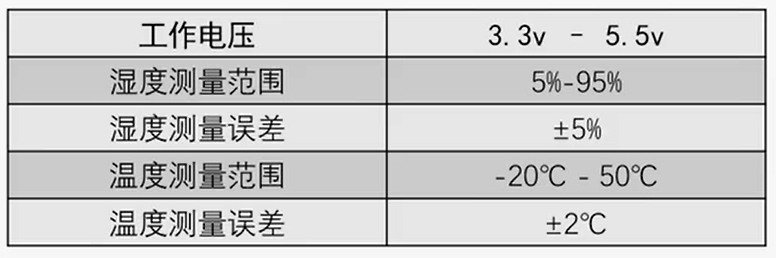 工作电压 3.3v - 5.5v
湿度测量范围 5%-95%
湿度测量误差 ±5%
温度测量范围 -20℃ - 50℃
温度测量误差 ±2℃